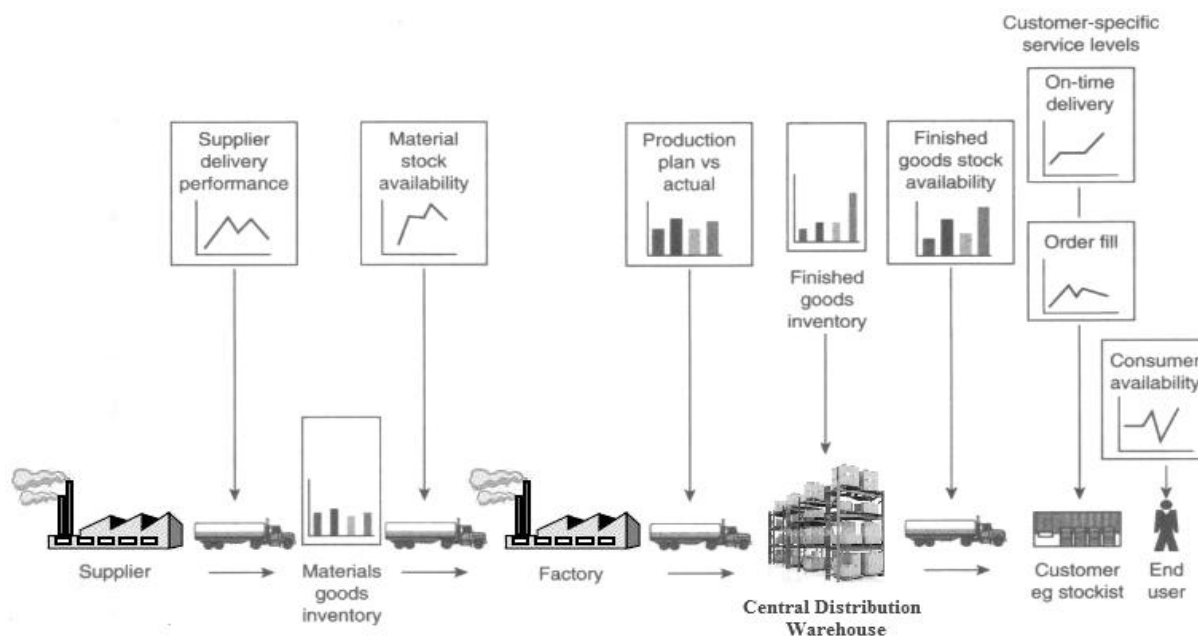 Customer-specific
service levels
Supplier
delivery
performance
Material
stock
availability
Production
plan vs
actual
Finished
goods
inventory
Finished
goods stock
availability
On-time
delivery
Order fill
Consumer
availability
Supplier
Materials
goods
inventory
Factory
Central Distribution
Warehouse
Customer
eg stockist
End
user